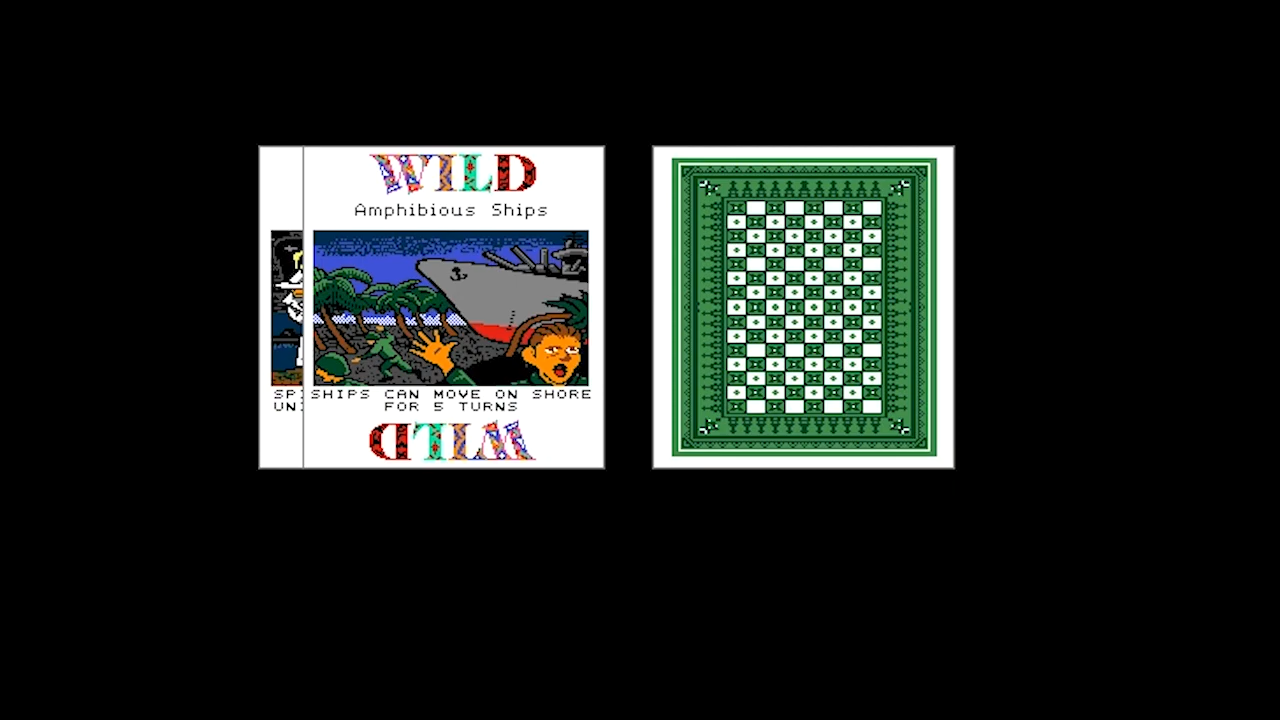 WILD
Amphibious Ships
SHIPS CAN MOVE ON SHORE
FOR 5 TURNS
WILD